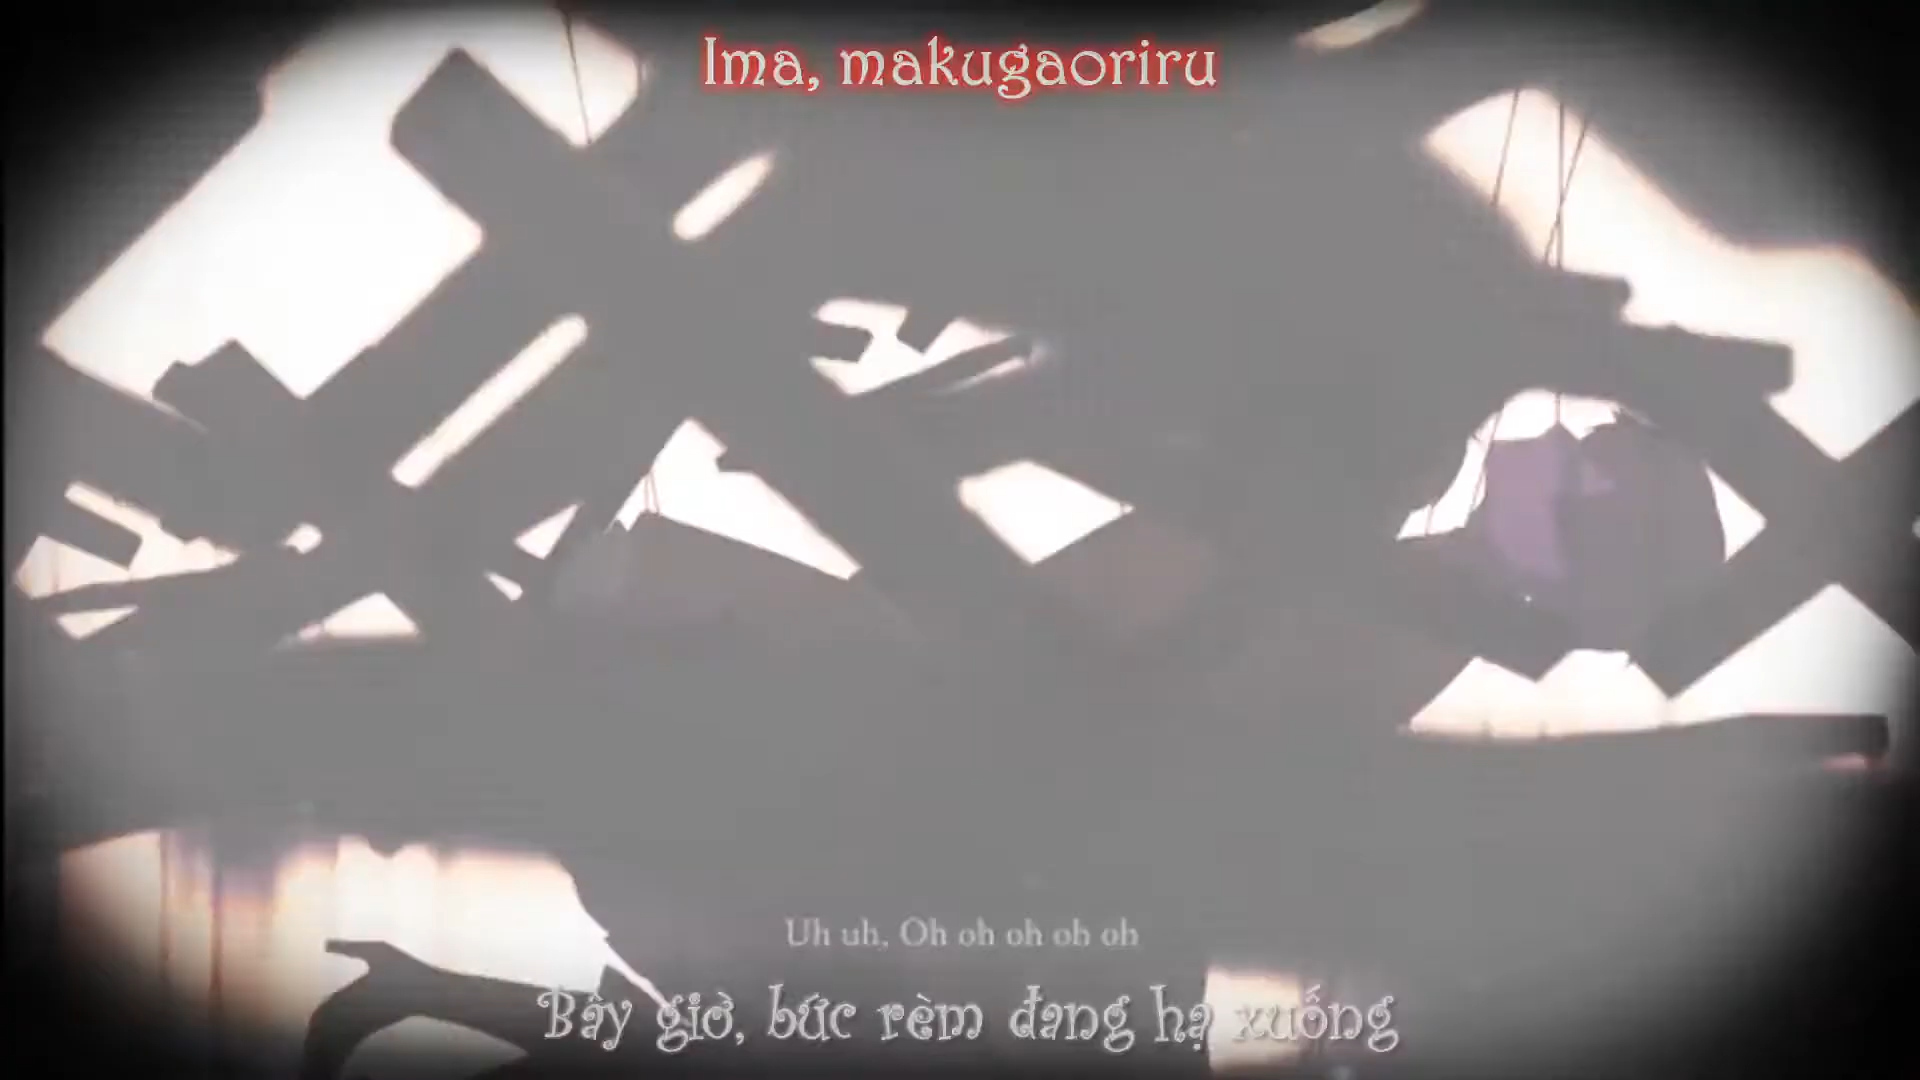 Ima, makugaoriru
Uh uh, Oh oh oh oh oh
Bây giờ, bức rèm đang hạ xuống